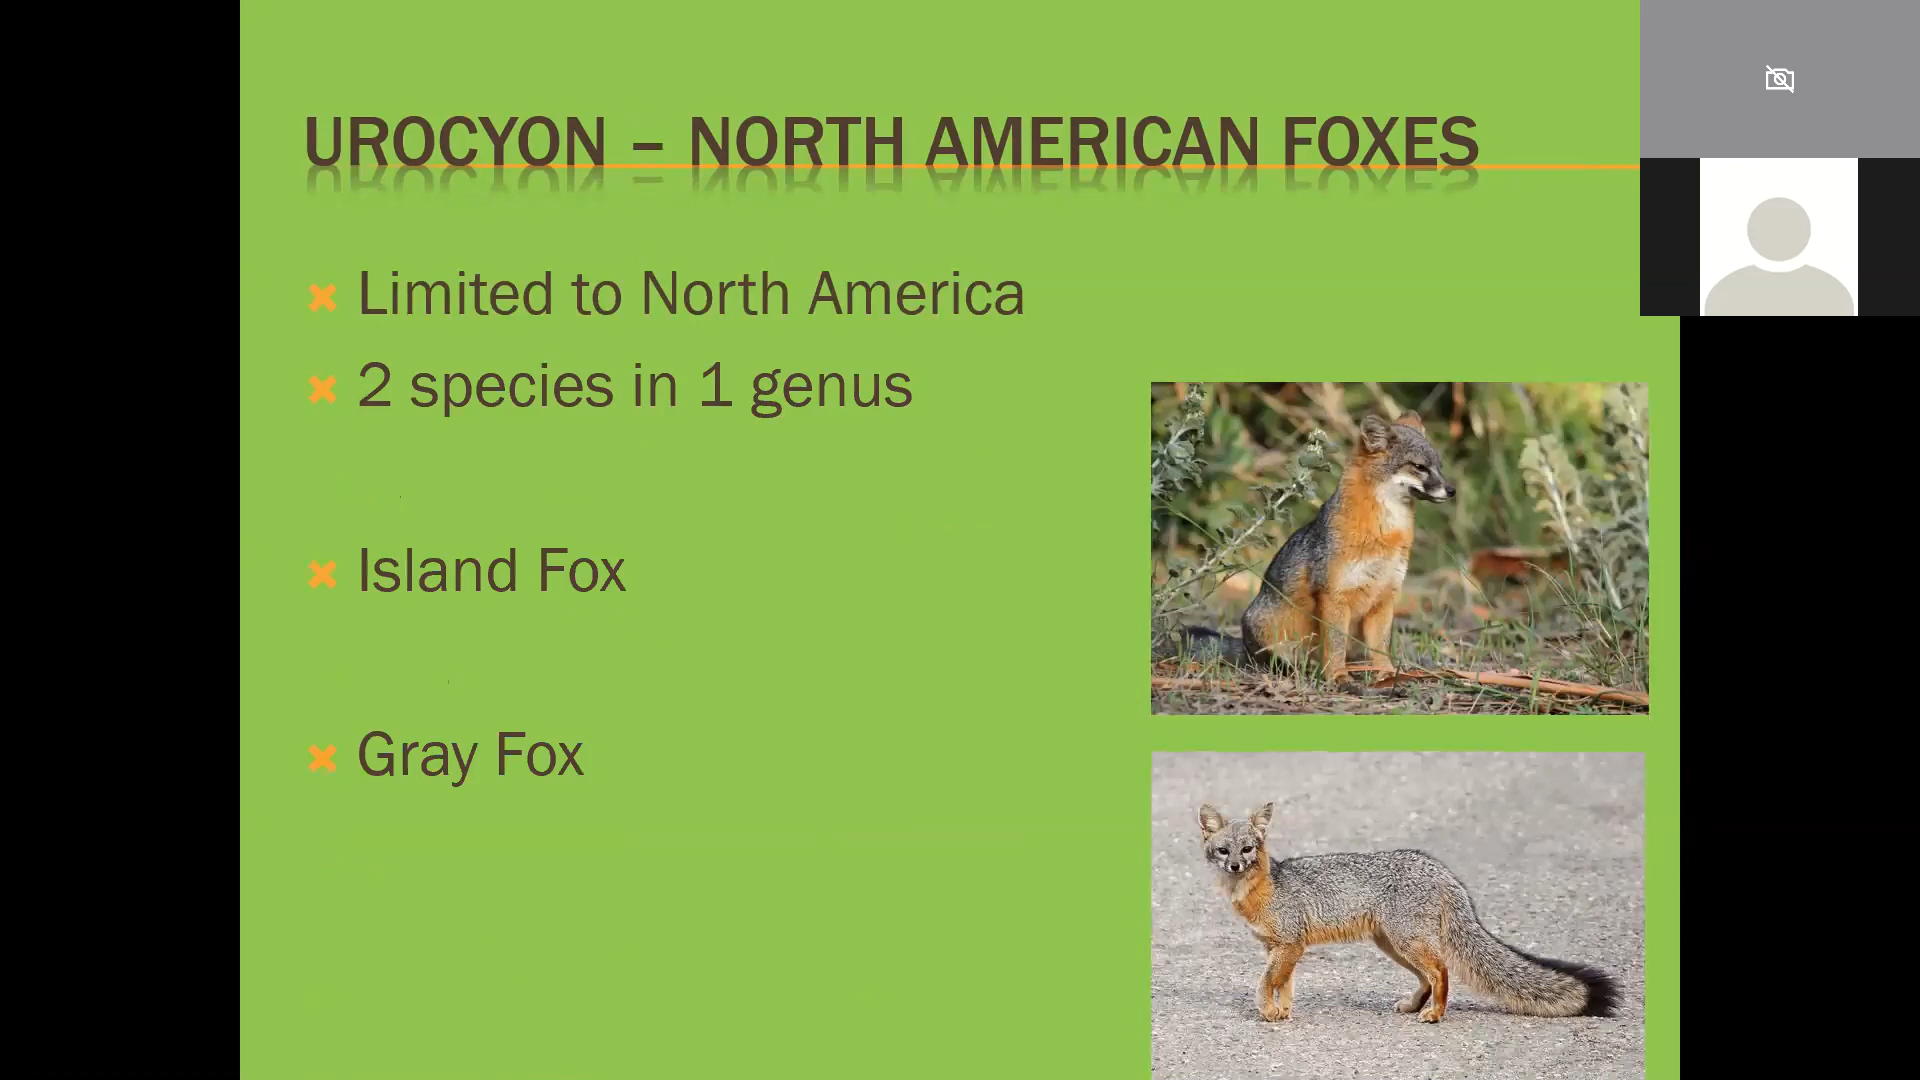 UROCYON – NORTH AMERICAN FOXES
Limited to North America
2 species in 1 genus
Island Fox
Gray Fox